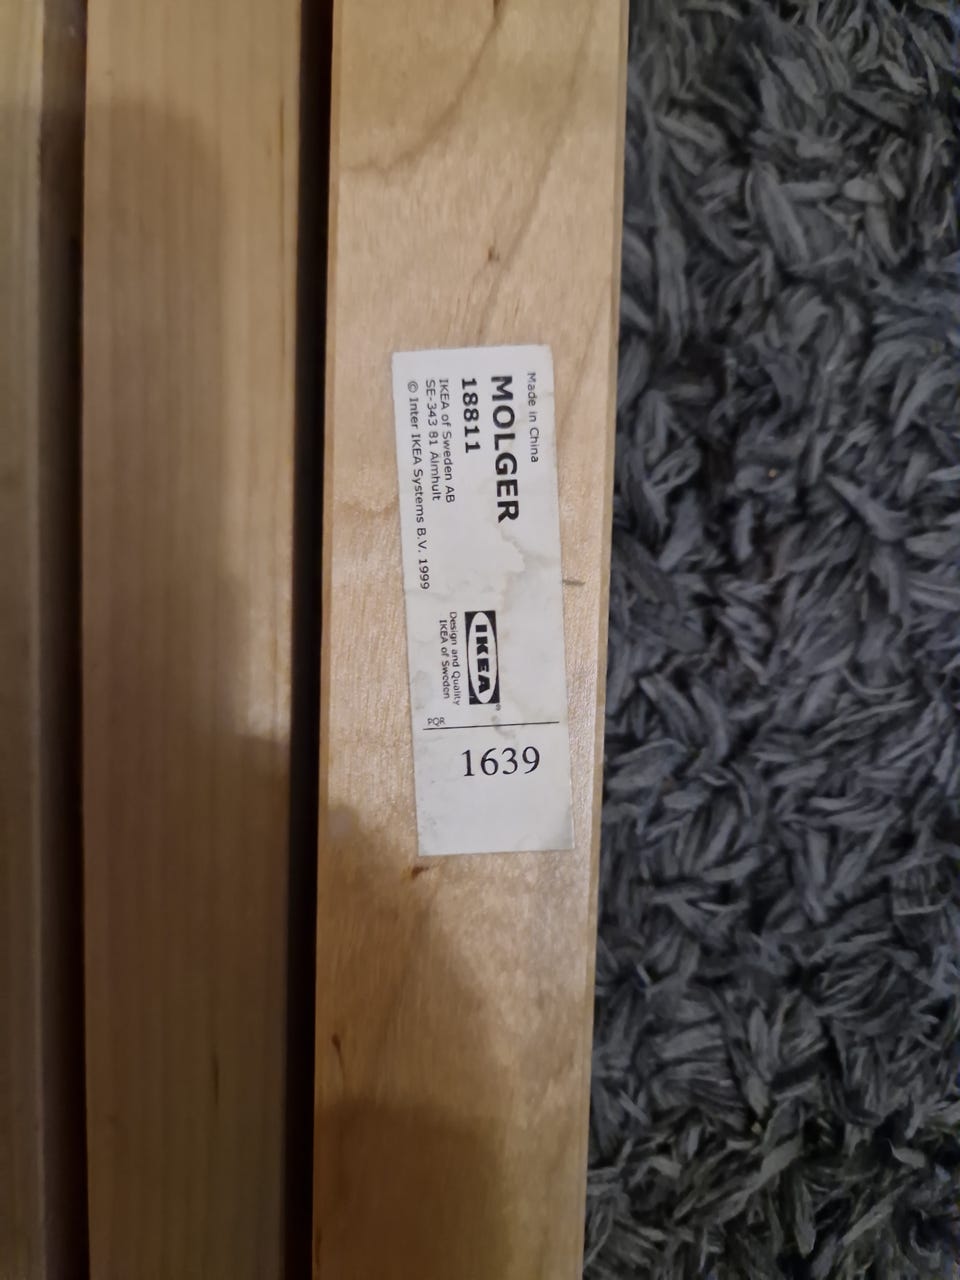 Made in China
MOLGER
18811
IKEA of Sweden AB
SE-343 81 Älmhult
© Inter IKEA Systems B.V. 1999
IKEA®
Design and Quality
IKEA of Sweden
PQR
1639